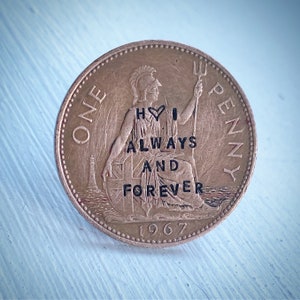 ONE PENNY
H♡I
ALWAYS
AND
FOREVER
1967